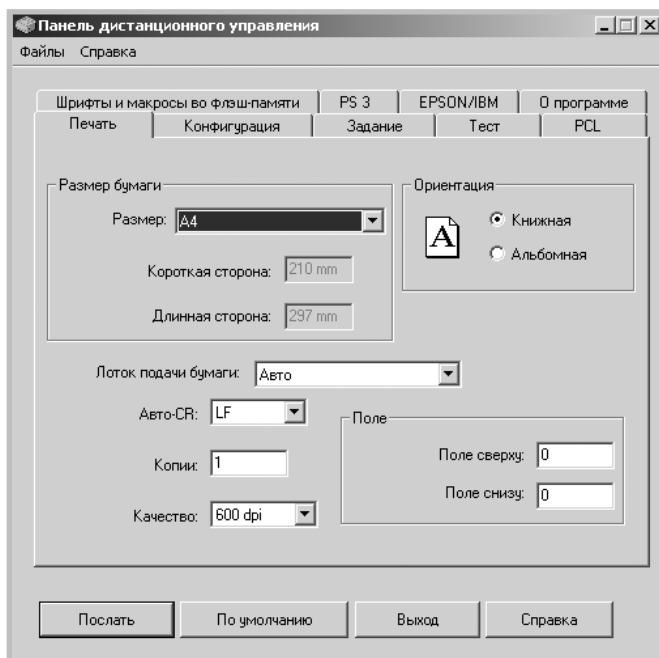 Панель дистанционного управления
Файлы Справка
Шрифты и макросы во флэш-памяти PS 3 EPSON/IBM О программе
Печать Конфигурация Задание Тест PCL
Размер бумаги
Размер: A4
Короткая сторона: 210 mm
Длинная сторона: 297 mm
Ориентация
A
Книжная
Альбомная
Лоток подачи бумаги: Авто
Авто-CR: LF
Копии: 1
Качество: 600 dpi
Поле
Поле сверху: 0
Поле снизу: 0
Послать По умолчанию Выход Справка